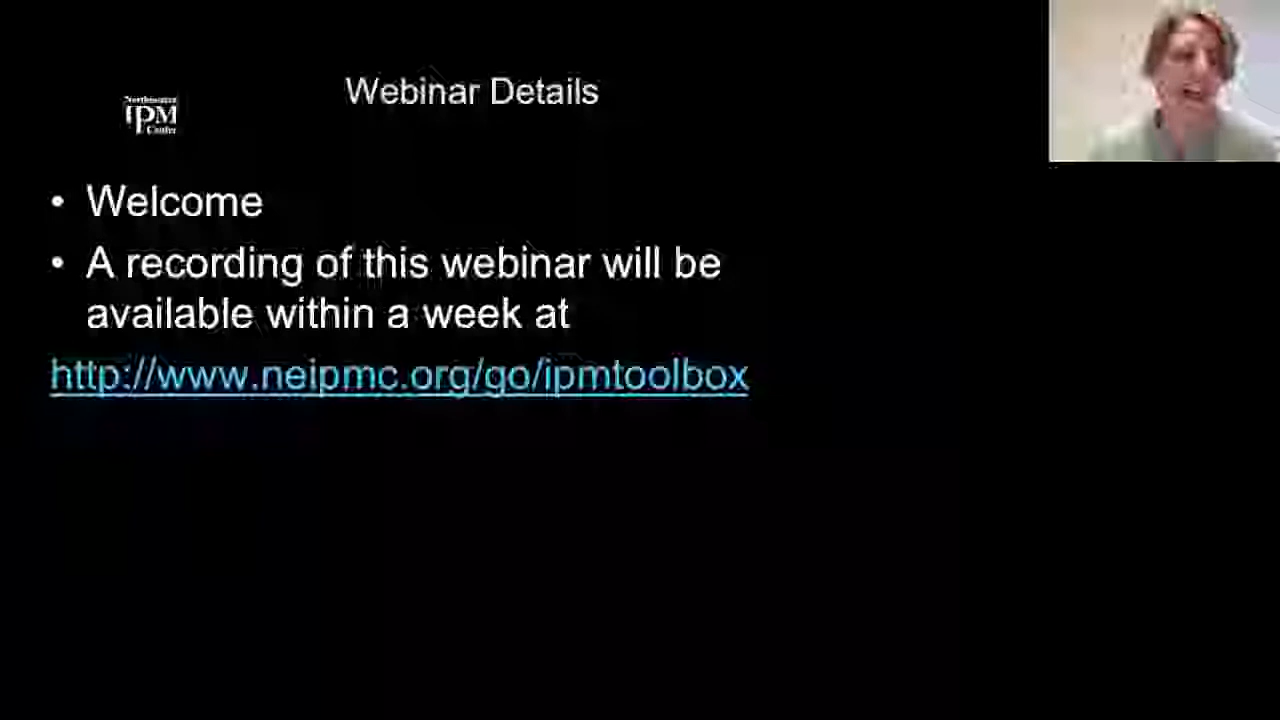 Webinar Details
Northeastern
IPM
Center
• Welcome
• A recording of this webinar will be
available within a week at
http://www.neipmc.org/go/ipmtoolbox